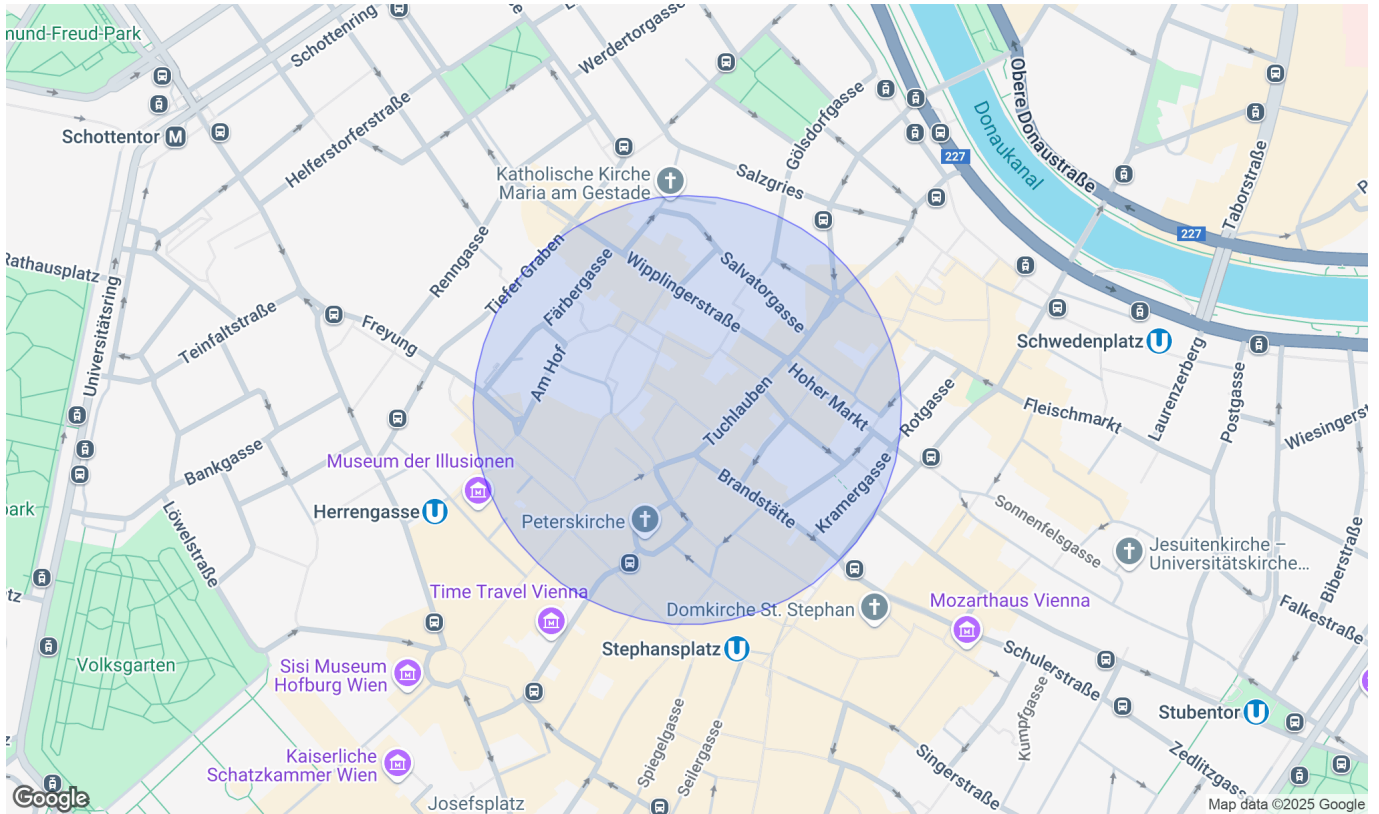 mund-Freud-Park
Schottenring
Werdertorgasse
Schottentor
M
Helferstorferstraße
Gölsdorfgasse
Obere Donaustraße
Donaukanal
227
Taborstraße
Katholische Kirche
Maria am Gestade
Salzgries
227
Rathausplatz
Universitätsring
Renngasse
Tiefer Graben
Färbergasse
Wipplingerstraße
Salvatorgasse
Teinfaltstraße
Freyung
Am Hof
Schwedenplatz
U
Laurenzerberg
Postgasse
Hoher Markt
Tuchlauben
Rotgasse
Fleischmarkt
Wiesingerst
Bankgasse
Museum der Illusionen
Herrengasse
U
Löwelstraße
park
Brandstätte
Kramergasse
Peterskirche
Sonnenfelsgasse
Jesuitenkirche –
Universitätskirche...
Biberstraße
Falkestraße
tz
Time Travel Vienna
Domkirche St. Stephan
Mozarthaus Vienna
Stephansplatz
U
Volksgarten
Sisi Museum
Hofburg Wien
Schulerstraße
Kumpfgasse
Stubentor
U
Spiegelgasse
Seilergasse
Singerstraße
Zedlitzgasse
Kaiserliche
Schatzkammer Wien
Josefsplatz
Google
Map data ©2025 Google